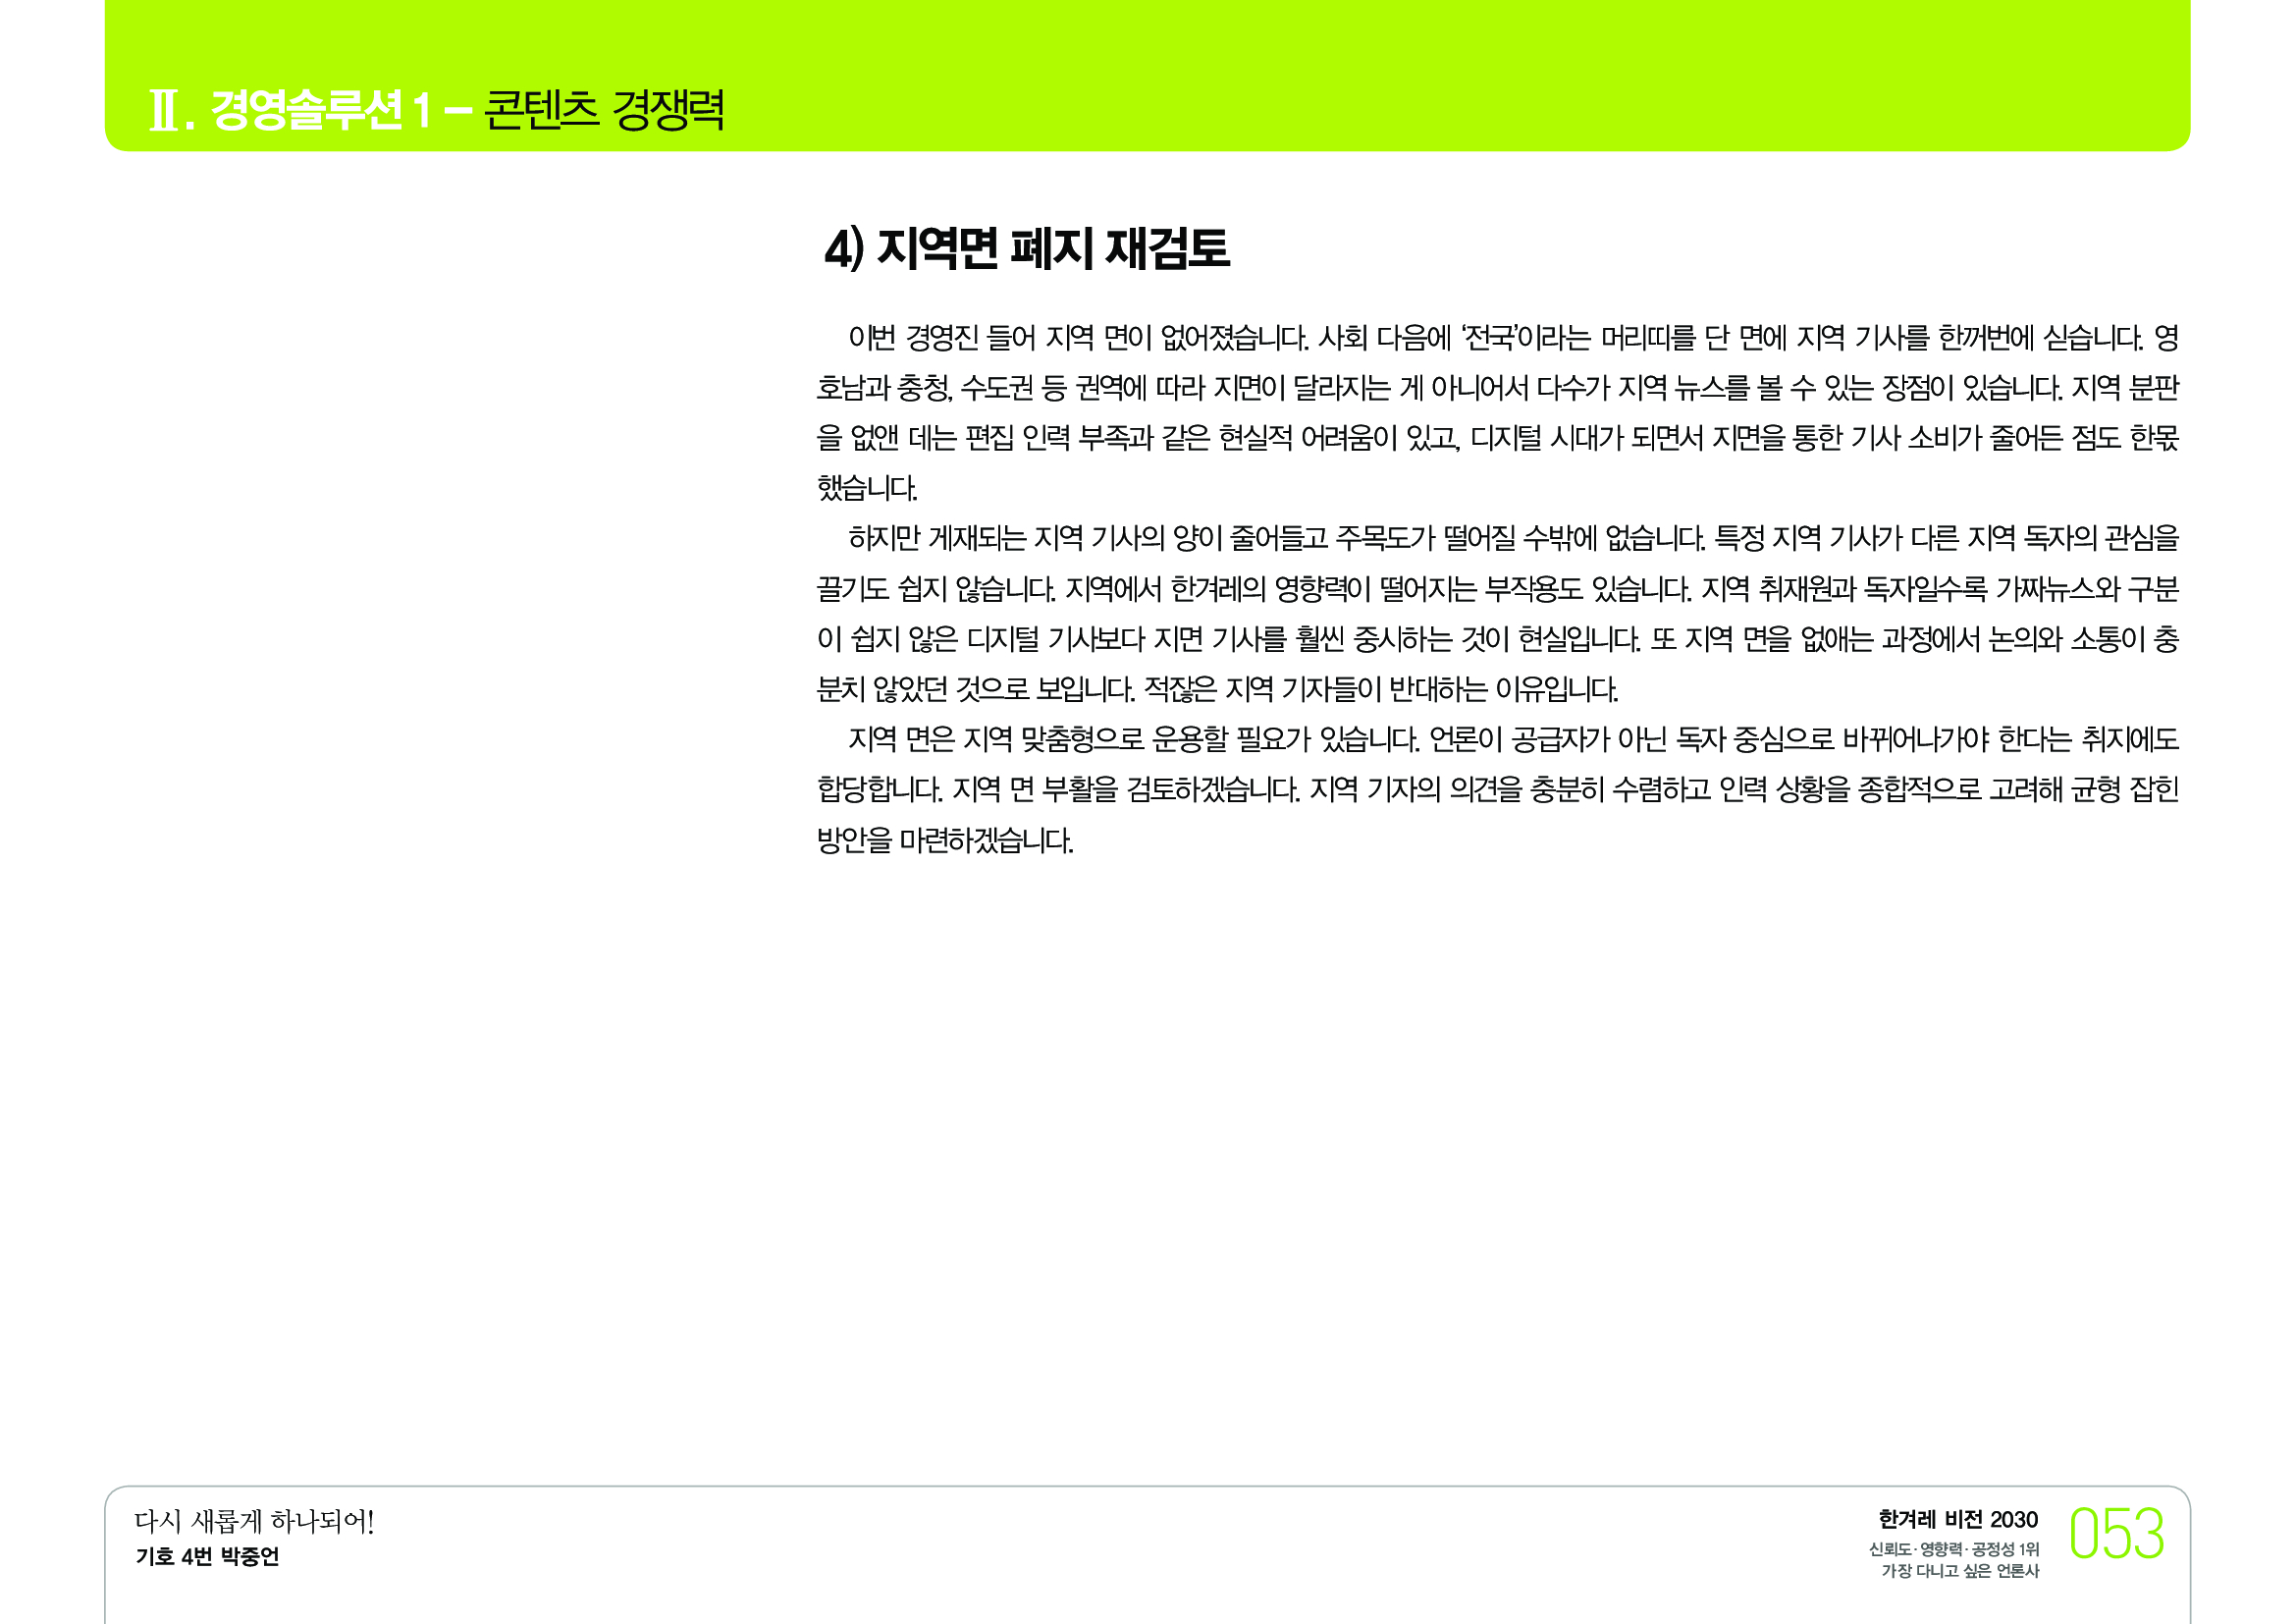 Ⅱ. 경영솔루션 1 – 콘텐츠 경쟁력
4) 지역면 폐지 재검토
이번 경영진 들어 지역 면이 없어졌습니다. 사회 다음에 ‘전국’이라는 머리띠를 단 면에 지역 기사를 한꺼번에 싣습니다. 영
호남과 충청, 수도권 등 권역에 따라 지면이 달라지는 게 아니어서 다수가 지역 뉴스를 볼 수 있는 장점이 있습니다. 지역 분판
을 없앤 데는 편집 인력 부족과 같은 현실적 어려움이 있고, 디지털 시대가 되면서 지면을 통한 기사 소비가 줄어든 점도 한몫
했습니다.
하지만 게재되는 지역 기사의 양이 줄어들고 주목도가 떨어질 수밖에 없습니다. 특정 지역 기사가 다른 지역 독자의 관심을
끌기도 쉽지 않습니다. 지역에서 한겨레의 영향력이 떨어지는 부작용도 있습니다. 지역 취재원과 독자일수록 가짜뉴스와 구분
이 쉽지 않은 디지털 기사보다 지면 기사를 훨씬 중시하는 것이 현실입니다. 또 지역 면을 없애는 과정에서 논의와 소통이 충
분치 않았던 것으로 보입니다. 적잖은 지역 기자들이 반대하는 이유입니다.
지역 면은 지역 맞춤형으로 운용할 필요가 있습니다. 언론이 공급자가 아닌 독자 중심으로 바뀌어나가야 한다는 취지에도
합당합니다. 지역 면 부활을 검토하겠습니다. 지역 기자의 의견을 충분히 수렴하고 인력 상황을 종합적으로 고려해 균형 잡힌
방안을 마련하겠습니다.
다시 새롭게 하나되어!
기호 4번 박중언
한겨레 비전 2030
신뢰도·영향력·공정성 1위
가장 다니고 싶은 언론사
053